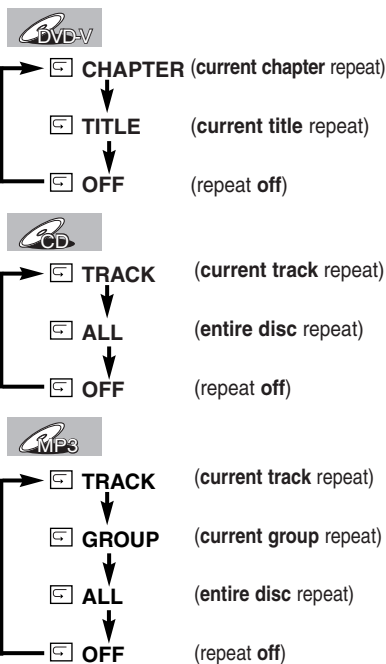 DVD-V
CHAPTER (current chapter repeat)
TITLE (current title repeat)
OFF (repeat off)
CD
TRACK (current track repeat)
ALL (entire disc repeat)
OFF (repeat off)
MP3
TRACK (current track repeat)
GROUP (current group repeat)
ALL (entire disc repeat)
OFF (repeat off)